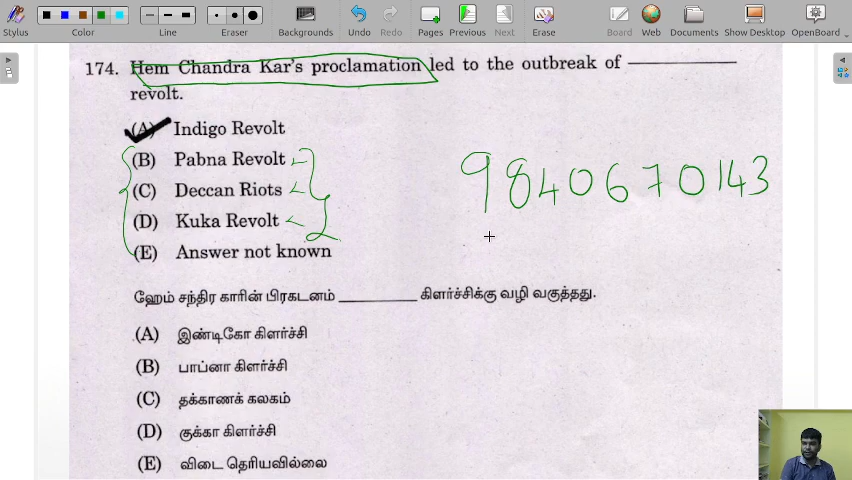 Stylus
Color
Line
Eraser
Backgrounds
Undo
Redo
Pages
Previous
Next
Erase
Board
Web
Documents
Show Desktop
OpenBoard
174. Hem Chandra Kar's proclamation led to the outbreak of ____________
revolt.
(A) Indigo Revolt
(B) Pabna Revolt
(C) Deccan Riots
(D) Kuka Revolt
(E) Answer not known
9840670143
ஹேம் சந்திர காரின் பிரகடனம் _________ கிளர்ச்சிக்கு வழி வகுத்தது.
(A) இண்டிகோ கிளர்ச்சி
(B) பாப்னா கிளர்ச்சி
(C) தக்காணக் கலகம்
(D) குக்கா கிளர்ச்சி
(E) விடை தெரியவில்லை